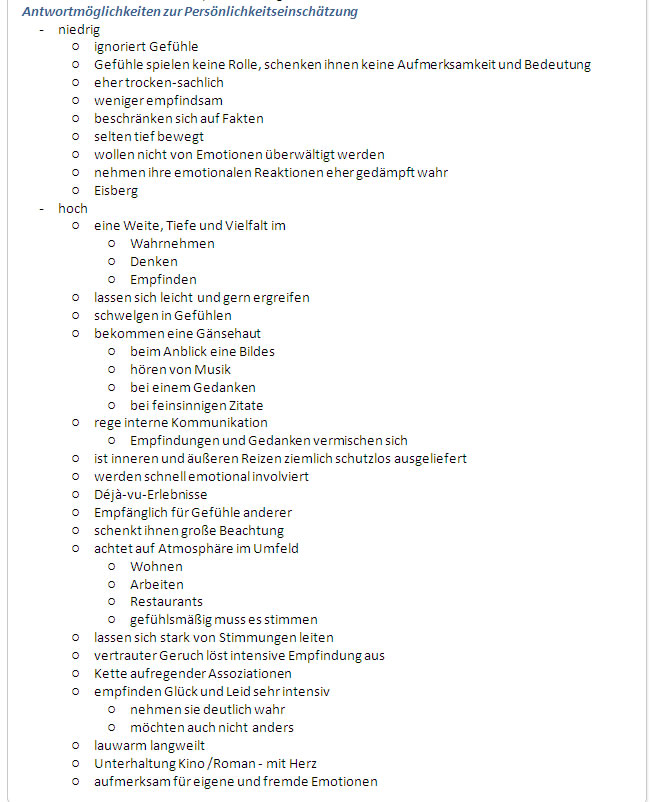 Antwortmöglichkeiten zur Persönlichkeitseinschätzung
- niedrig
o ignoriert Gefühle
o Gefühle spielen keine Rolle, schenken ihnen keine Aufmerksamkeit und Bedeutung
o eher trocken-sachlich
o weniger empfindsam
o beschränken sich auf Fakten
o selten tief bewegt
o wollen nicht von Emotionen überwältigt werden
o nehmen ihre emotionalen Reaktionen eher gedämpft wahr
o Eisberg
- hoch
o eine Weite, Tiefe und Vielfalt im
o Wahrnehmen
o Denken
o Empfinden
o lassen sich leicht und gern ergreifen
o schwelgen in Gefühlen
o bekommen eine Gänsehaut
o beim Anblick eine Bildes
o hören von Musik
o bei einem Gedanken
o bei feinsinnigen Zitate
o rege interne Kommunikation
o Empfindungen und Gedanken vermischen sich
o ist inneren und äußeren Reizen ziemlich schutzlos ausgeliefert
o werden schnell emotional involviert
o Déjà-vu-Erlebnisse
o Empfänglich für Gefühle anderer
o schenkt ihnen große Beachtung
o achtet auf Atmosphäre im Umfeld
o Wohnen
o Arbeiten
o Restaurants
o gefühlsmäßig muss es stimmen
o lassen sich stark von Stimmungen leiten
o vertrauter Geruch löst intensive Empfindung aus
o Kette aufregender Assoziationen
o empfinden Glück und Leid sehr intensiv
o nehmen sie deutlich wahr
o möchten auch nicht anders
o lauwarm langweilt
o Unterhaltung Kino /Roman - mit Herz
o aufmerksam für eigene und fremde Emotionen